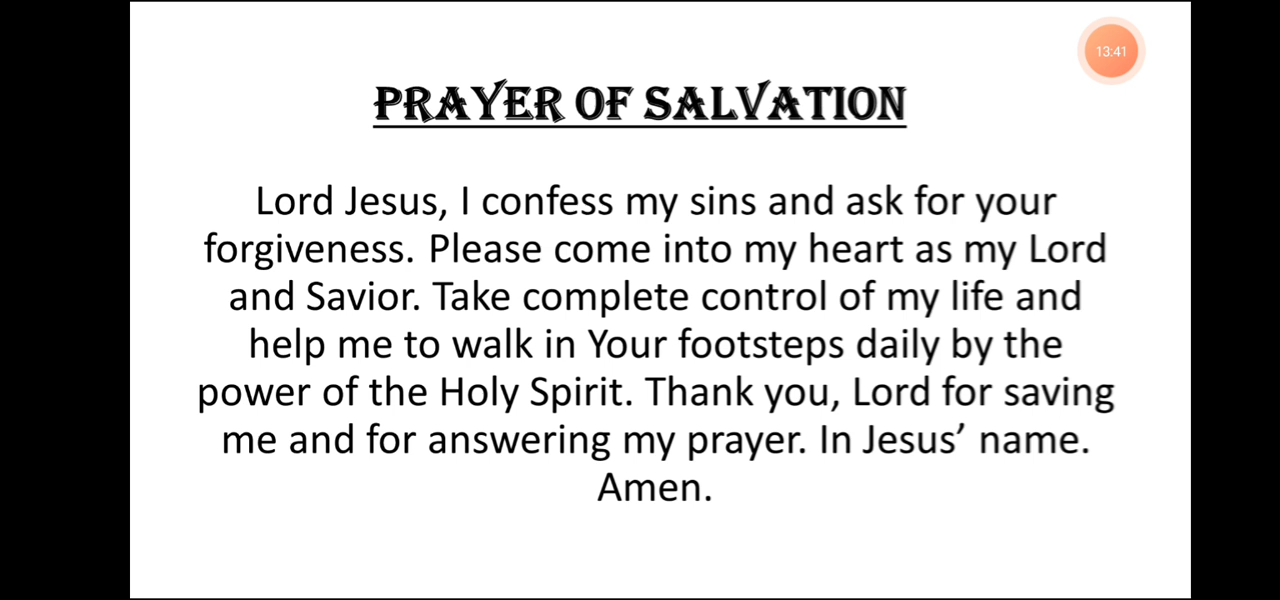 13:41
PRAYER OF SALVATION
Lord Jesus, I confess my sins and ask for your
forgiveness. Please come into my heart as my Lord
and Savior. Take complete control of my life and
help me to walk in Your footsteps daily by the
power of the Holy Spirit. Thank you, Lord for saving
me and for answering my prayer. In Jesus’ name.
Amen.